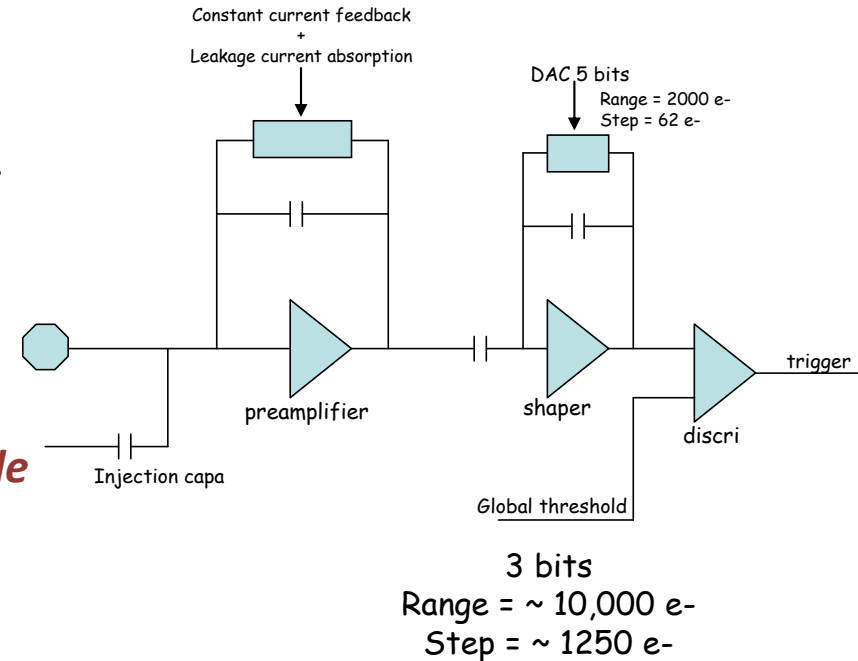 Constant current feedback
+
Leakage current absorption
DAC 5 bits
Range = 2000 e-
Step = 62 e-
preamplifier
shaper
discri
trigger
Injection capa
Global threshold
3 bits
Range = ~ 10,000 e-
Step = ~ 1250 e-